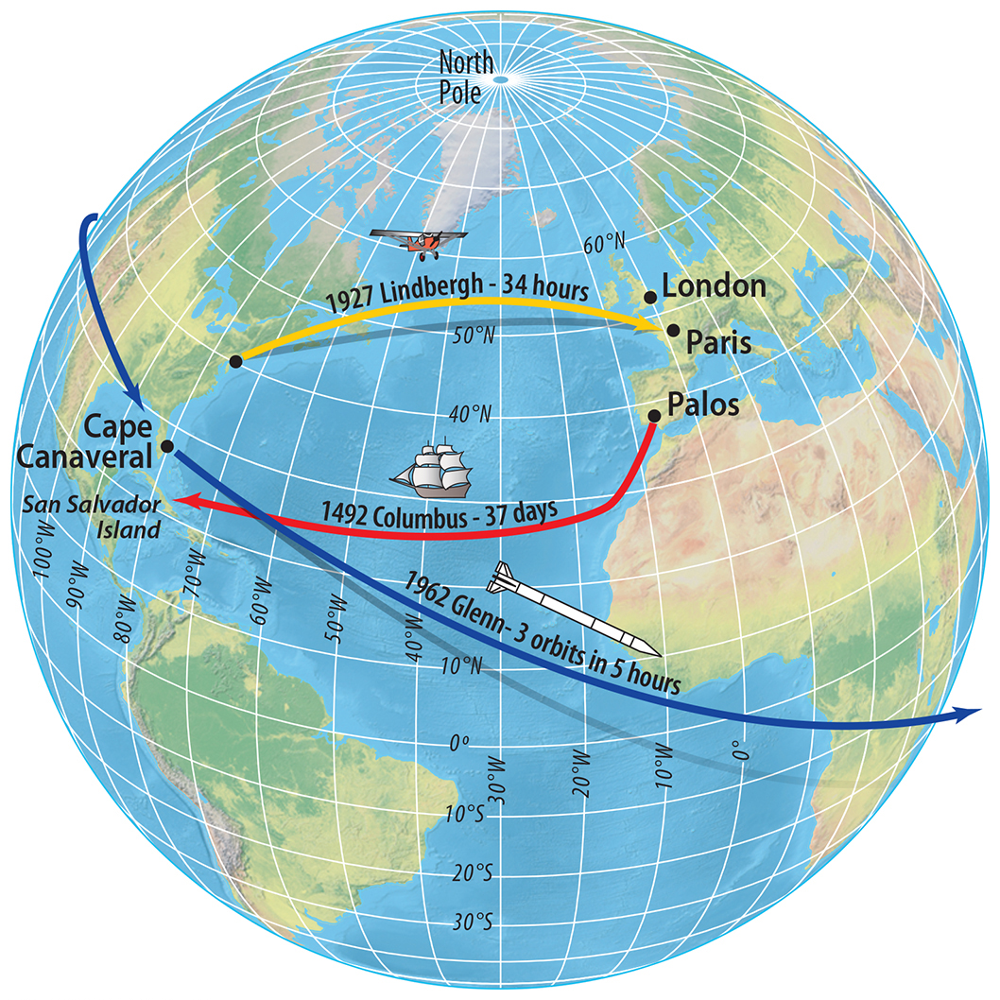 North
Pole
60°N
1927 Lindbergh - 34 hours
London
50°N
Paris
40°N
Palos
Cape
Canaveral
San Salvador
Island
1492 Columbus - 37 days
100°W
90°W
80°W
70°W
60°W
50°W
40°W
1962 Glenn- 3 orbits in 5 hours
10°N
0°
30°W
20°W
10°W
0°
10°S
20°S
30°S